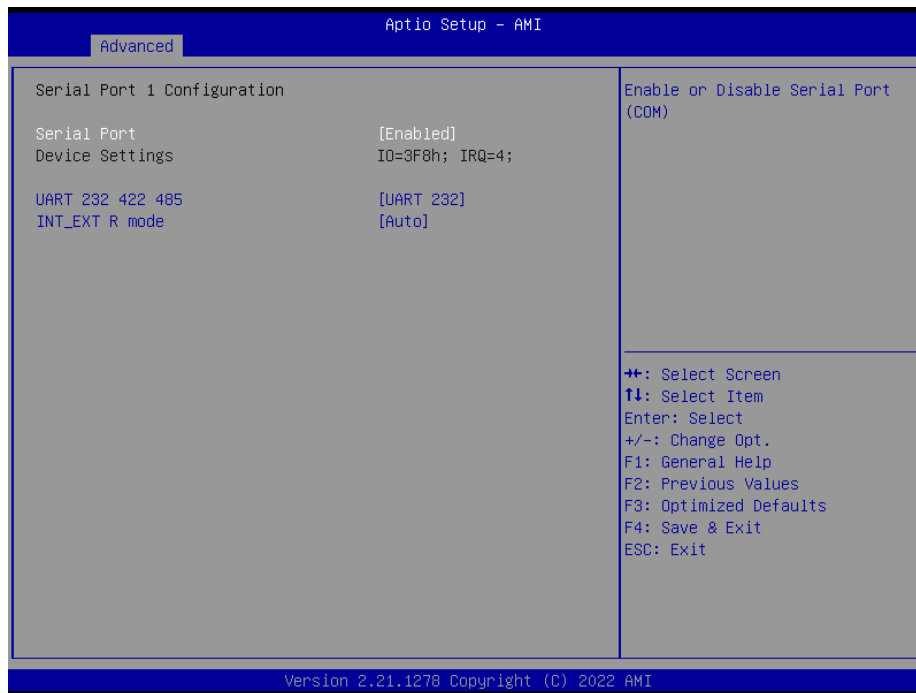 Aptio Setup – AMI
Advanced
Serial Port 1 Configuration
Serial Port [Enabled]
Device Settings IO=3F8h; IRQ=4;
UART 232 422 485 [UART 232]
INT_EXT R mode [Auto]
Enable or Disable Serial Port
(COM)
→←: Select Screen
↑↓: Select Item
Enter: Select
+/-: Change Opt.
F1: General Help
F2: Previous Values
F3: Optimized Defaults
F4: Save & Exit
ESC: Exit
Version 2.21.1278 Copyright (C) 2022 AMI